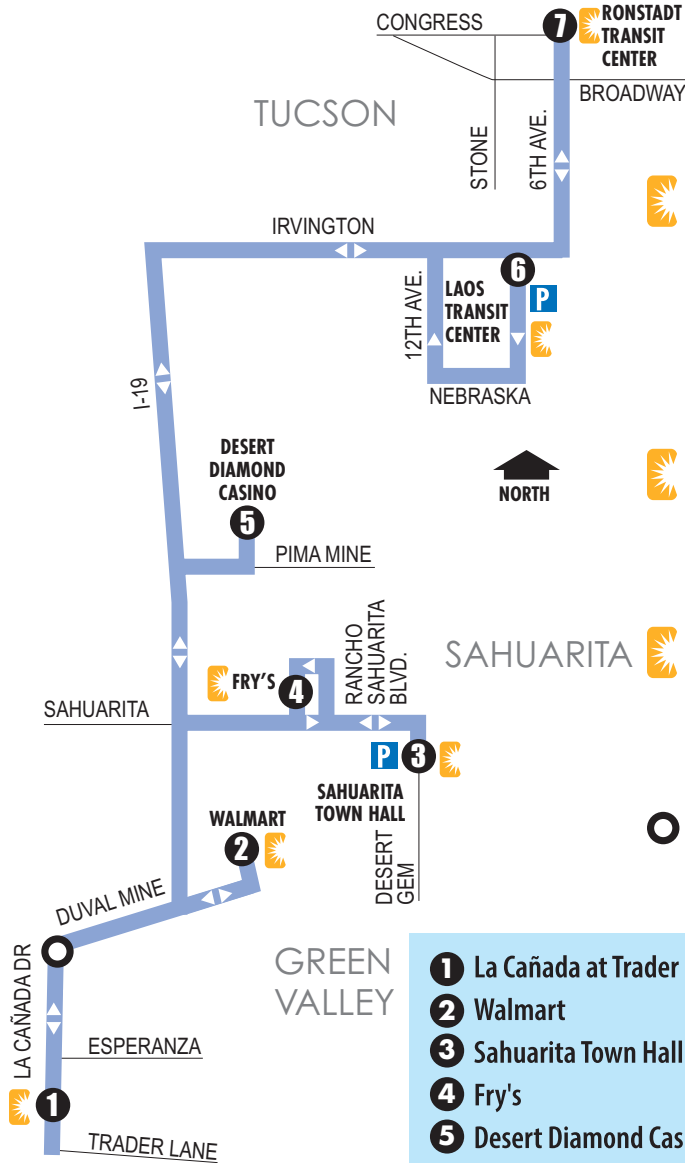 CONGRESS
7
RONSTADT
TRANSIT
CENTER
BROADWAY
TUCSON
STONE
6TH AVE.
IRVINGTON
6
12TH AVE.
LAOS
TRANSIT
CENTER
P
NEBRASKA
I-19
NORTH
DESERT
DIAMOND
CASINO
5
PIMA MINE
RANCHO
SAHUARITA
BLVD.
SAHUARITA
FRY'S
4
SAHUARITA
P
3
SAHUARITA
TOWN HALL
WALMART
2
DESERT
GEM
DUVAL MINE
GREEN
VALLEY
LA CAÑADA DR
ESPERANZA
1
TRADER LANE
1 La Cañada at Trader
2 Walmart
3 Sahuarita Town Hall
4 Fry's
5 Desert Diamond Cas